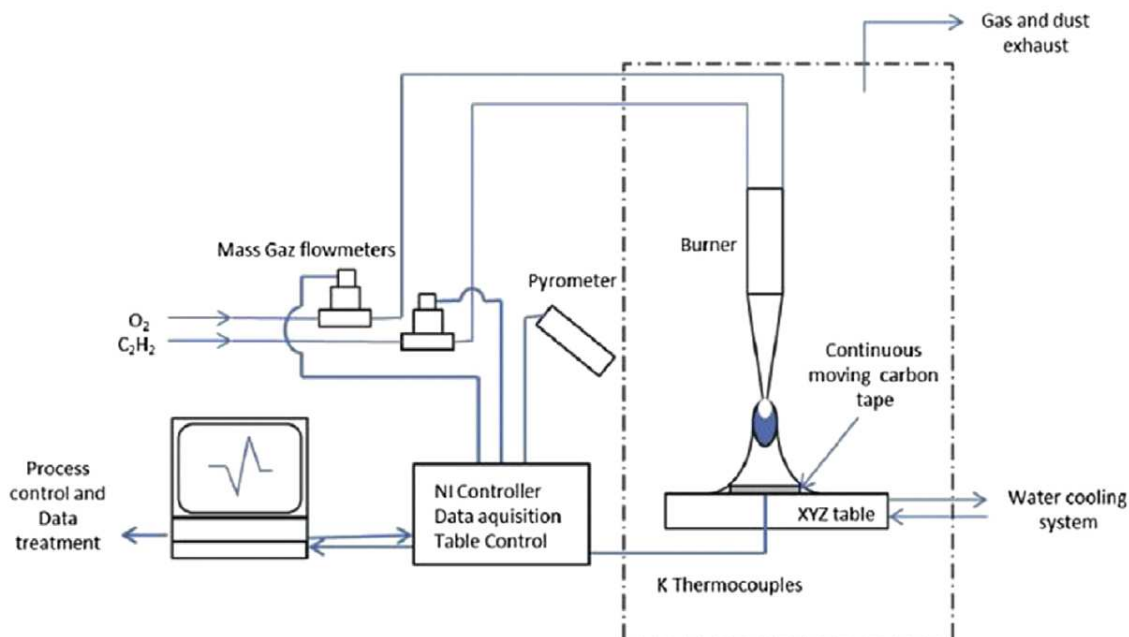 Gas and dust
exhaust
Mass Gaz flowmeters
Pyrometer
Burner
O₂
C₂H₂
Continuous
moving carbon
tape
Process
control and
Data
treatment
NI Controller
Data aquisition
Table Control
XYZ table
Water cooling
system
K Thermocouples